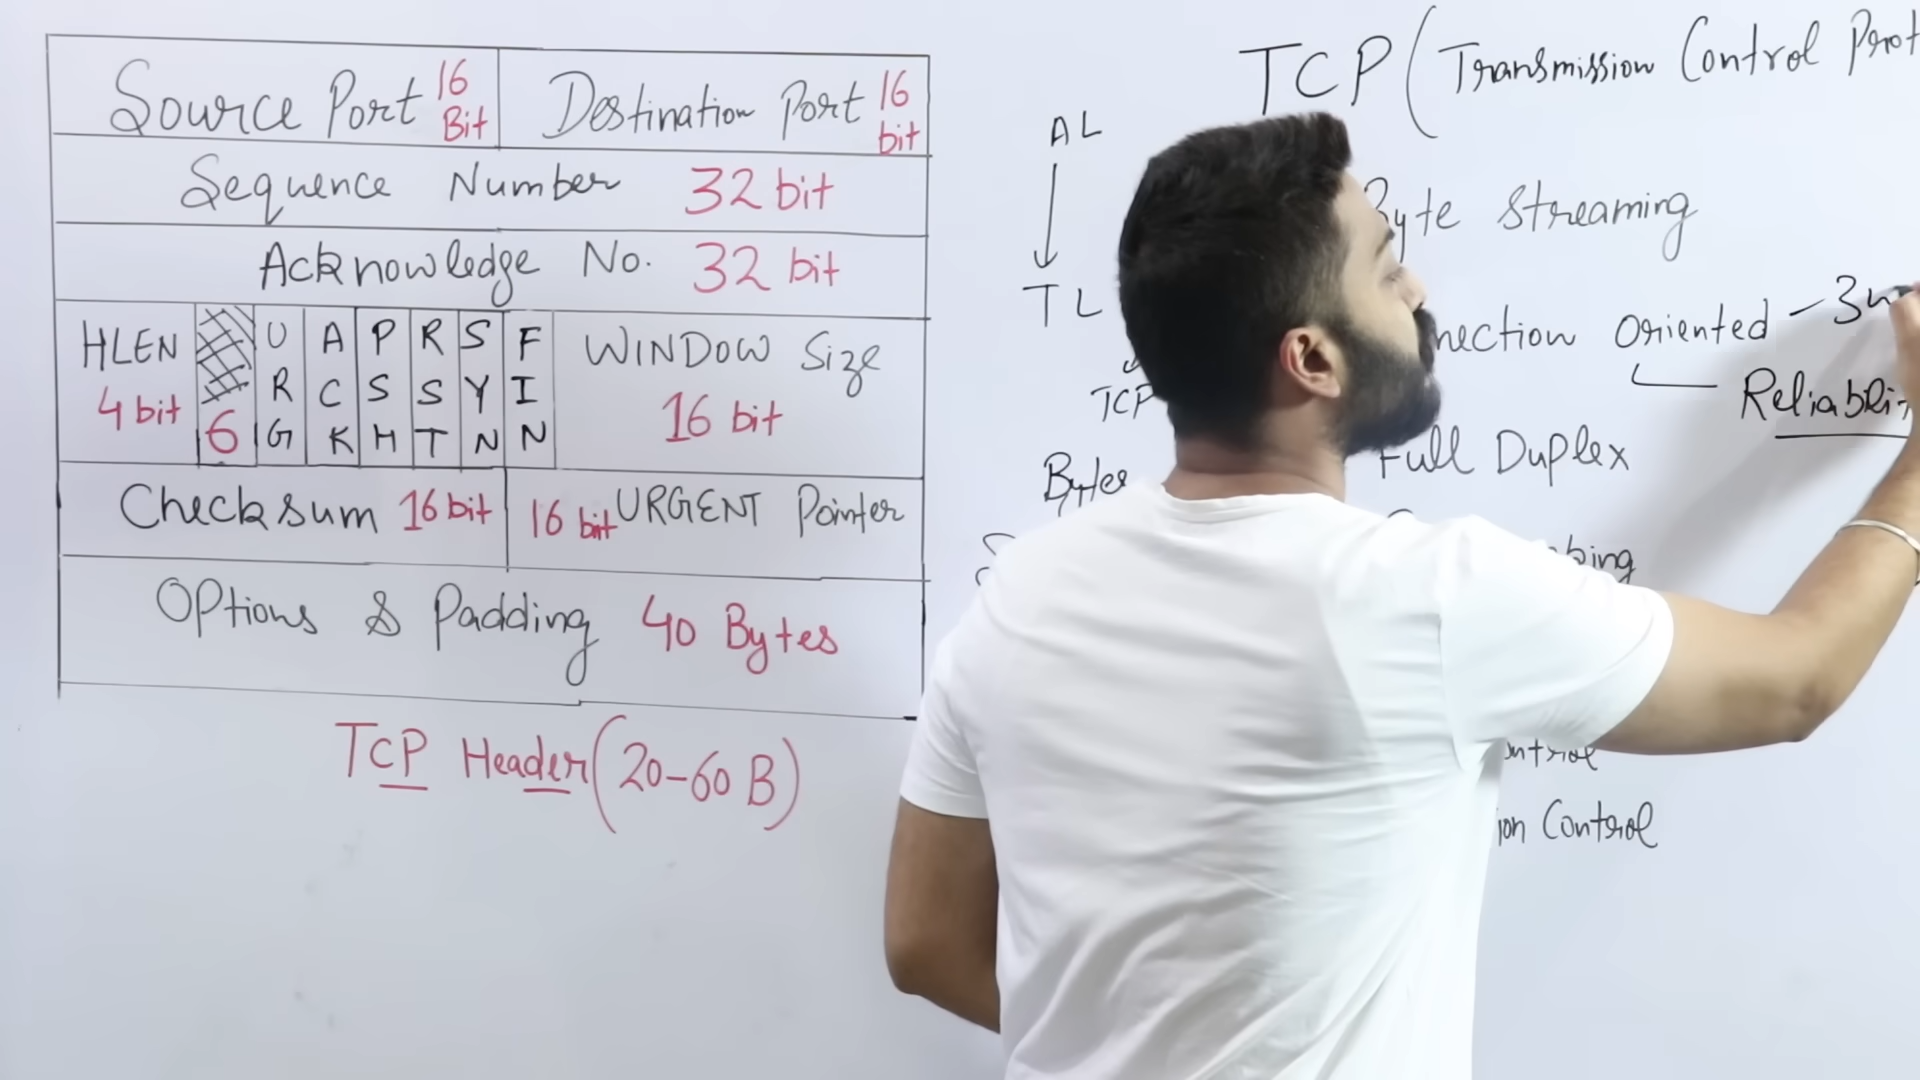 Source Port 16 Bit
Destination Port 16 bit
Sequence Number 32 bit
Acknowledge No. 32 bit
HLEN 4 bit
6
URG
ACK
PSH
RST
SYN
FIN
WINDOW Size 16 bit
Checksum 16 bit
16 bit URGENT Pointer
Options & Padding 40 Bytes
TCP Header (20-60 B)
TCP (Transmission Control Prot
AL
TL
TCP
Bytes
Byte Streaming
nection Oriented - 3w
Reliabilit
Full Duplex
bing
ontrol
ion Control